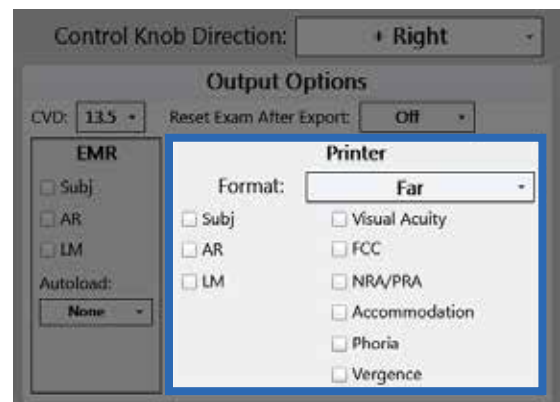 Control Knob Direction: + Right
Output Options
CVD: 13.5 Reset Exam After Export: Off
EMR
Subj
AR
LM
Autoload:
None
Printer
Format: Far
Subj
AR
LM
Visual Acuity
FCC
NRA/PRA
Accommodation
Phoria
Vergence